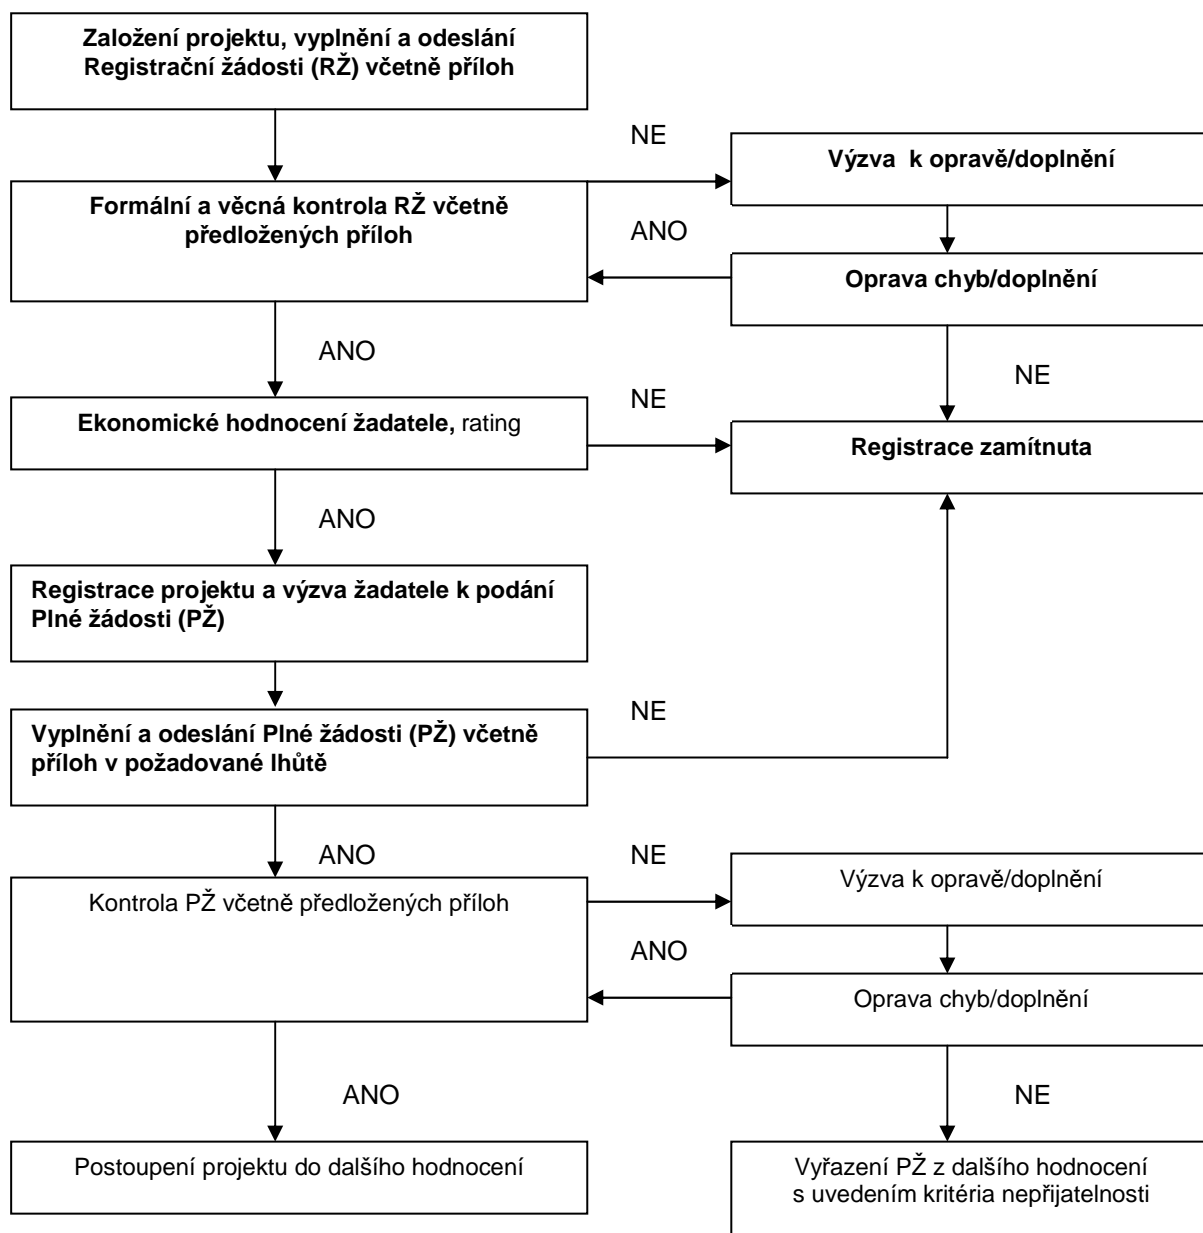 Založení projektu, vyplnění a odeslání
Registrační žádosti (RŽ) včetně příloh
NE
Výzva k opravě/doplnění
Formální a věcná kontrola RŽ včetně
předložených příloh
ANO
Oprava chyb/doplnění
ANO
NE
NE
Ekonomické hodnocení žadatele, rating
Registrace zamítnuta
ANO
Registrace projektu a výzva žadatele k podání
Plné žádosti (PŽ)
NE
Vyplnění a odeslání Plné žádosti (PŽ) včetně
příloh v požadované lhůtě
ANO
NE
Výzva k opravě/doplnění
Kontrola PŽ včetně předložených příloh
ANO
Oprava chyb/doplnění
ANO
NE
Postoupení projektu do dalšího hodnocení
Vyřazení PŽ z dalšího hodnocení
s uvedením kritéria nepřijatelnosti